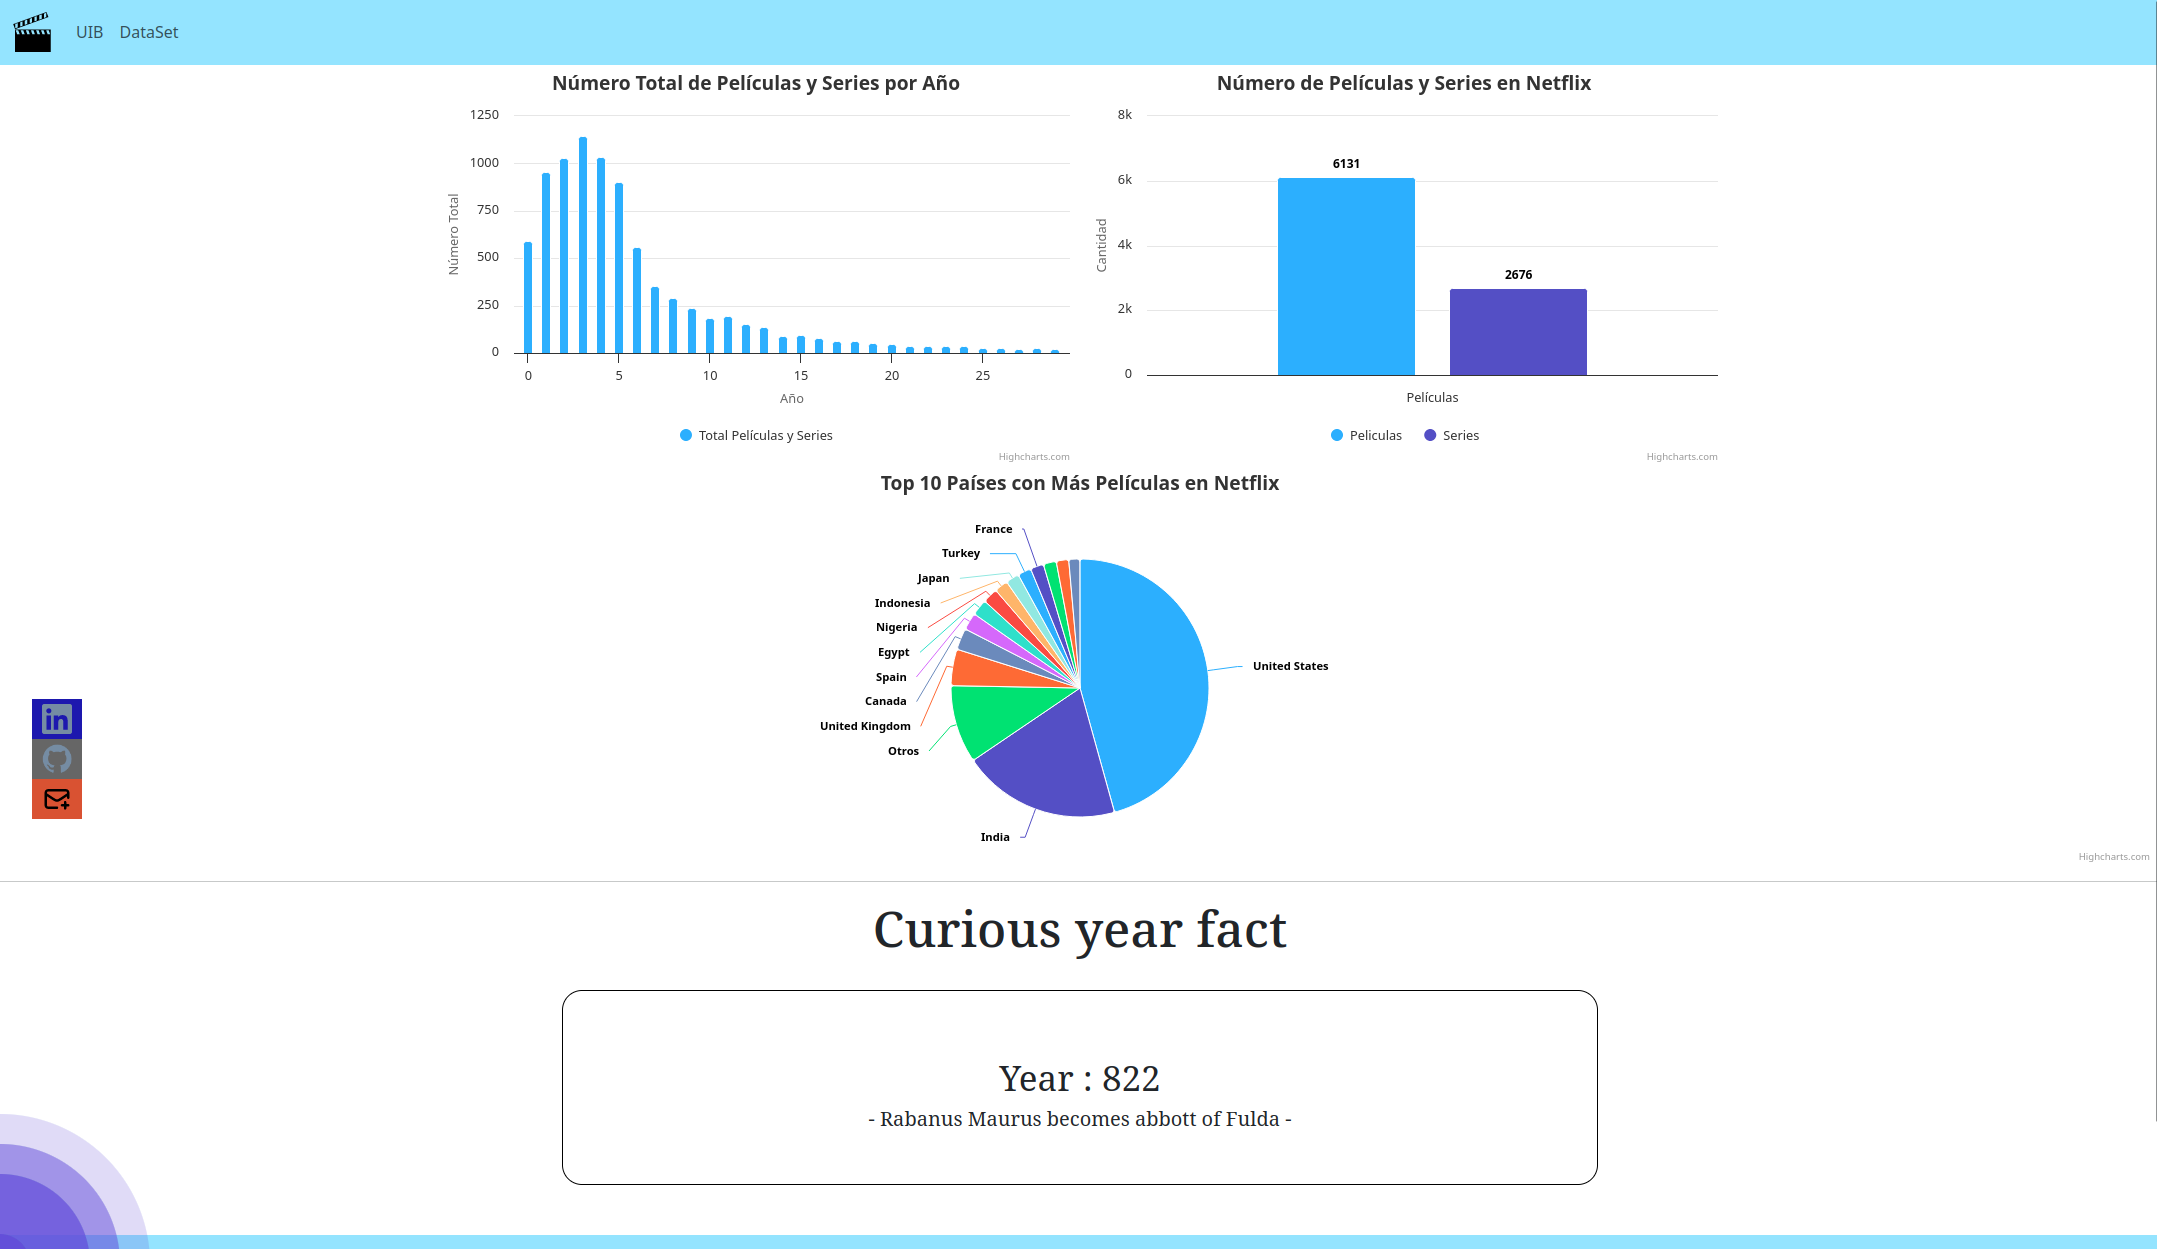 UIB DataSet
Número Total de Películas y Series por Año
1250
1000
750
500
250
0
Número Total
0 5 10 15 20 25
Año
Total Películas y Series
Highcharts.com
Número de Películas y Series en Netflix
8k
6k
4k
2k
0
Cantidad
6131
2676
Películas
Peliculas Series
Highcharts.com
Top 10 Países con Más Películas en Netflix
France
Turkey
Japan
Indonesia
Nigeria
Egypt
Spain
Canada
United Kingdom
Otros
India
United States
in
Highcharts.com
Curious year fact
Year : 822
- Rabanus Maurus becomes abbott of Fulda -